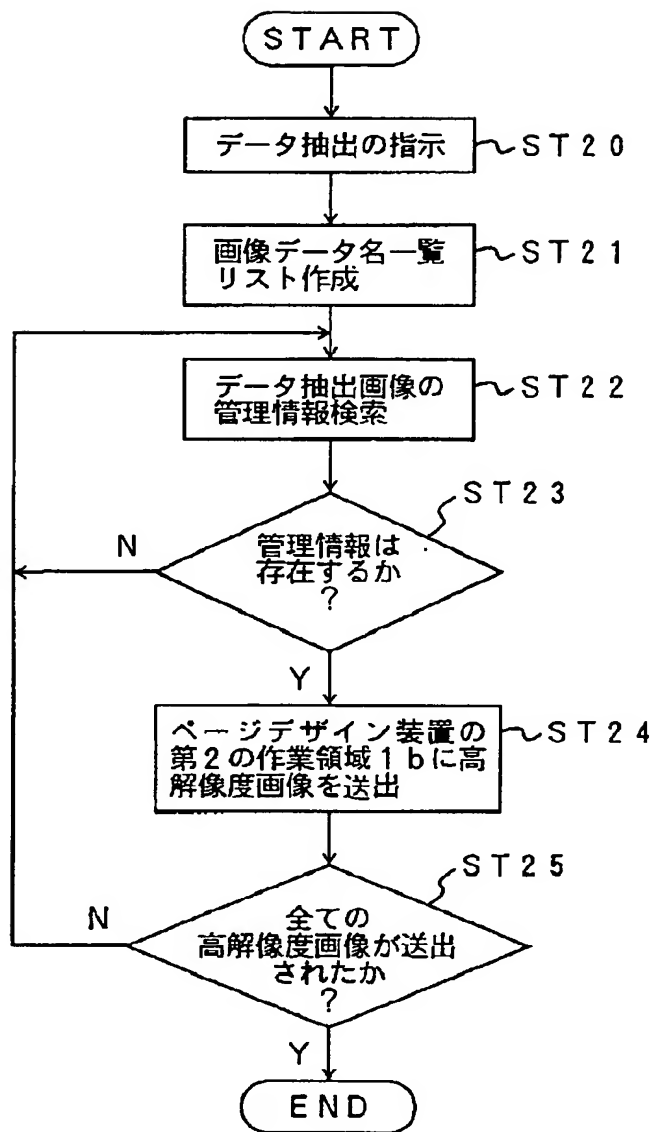 START
データ抽出の指示
ST20
画像データ名一覧
リスト作成
ST21
データ抽出画像の
管理情報検索
ST22
ST23
N
管理情報は
存在するか
?
Y
ページデザイン装置の
第2の作業領域1bに高
解像度画像を送出
ST24
ST25
N
全ての
高解像度画像が送出
されたか
?
Y
END